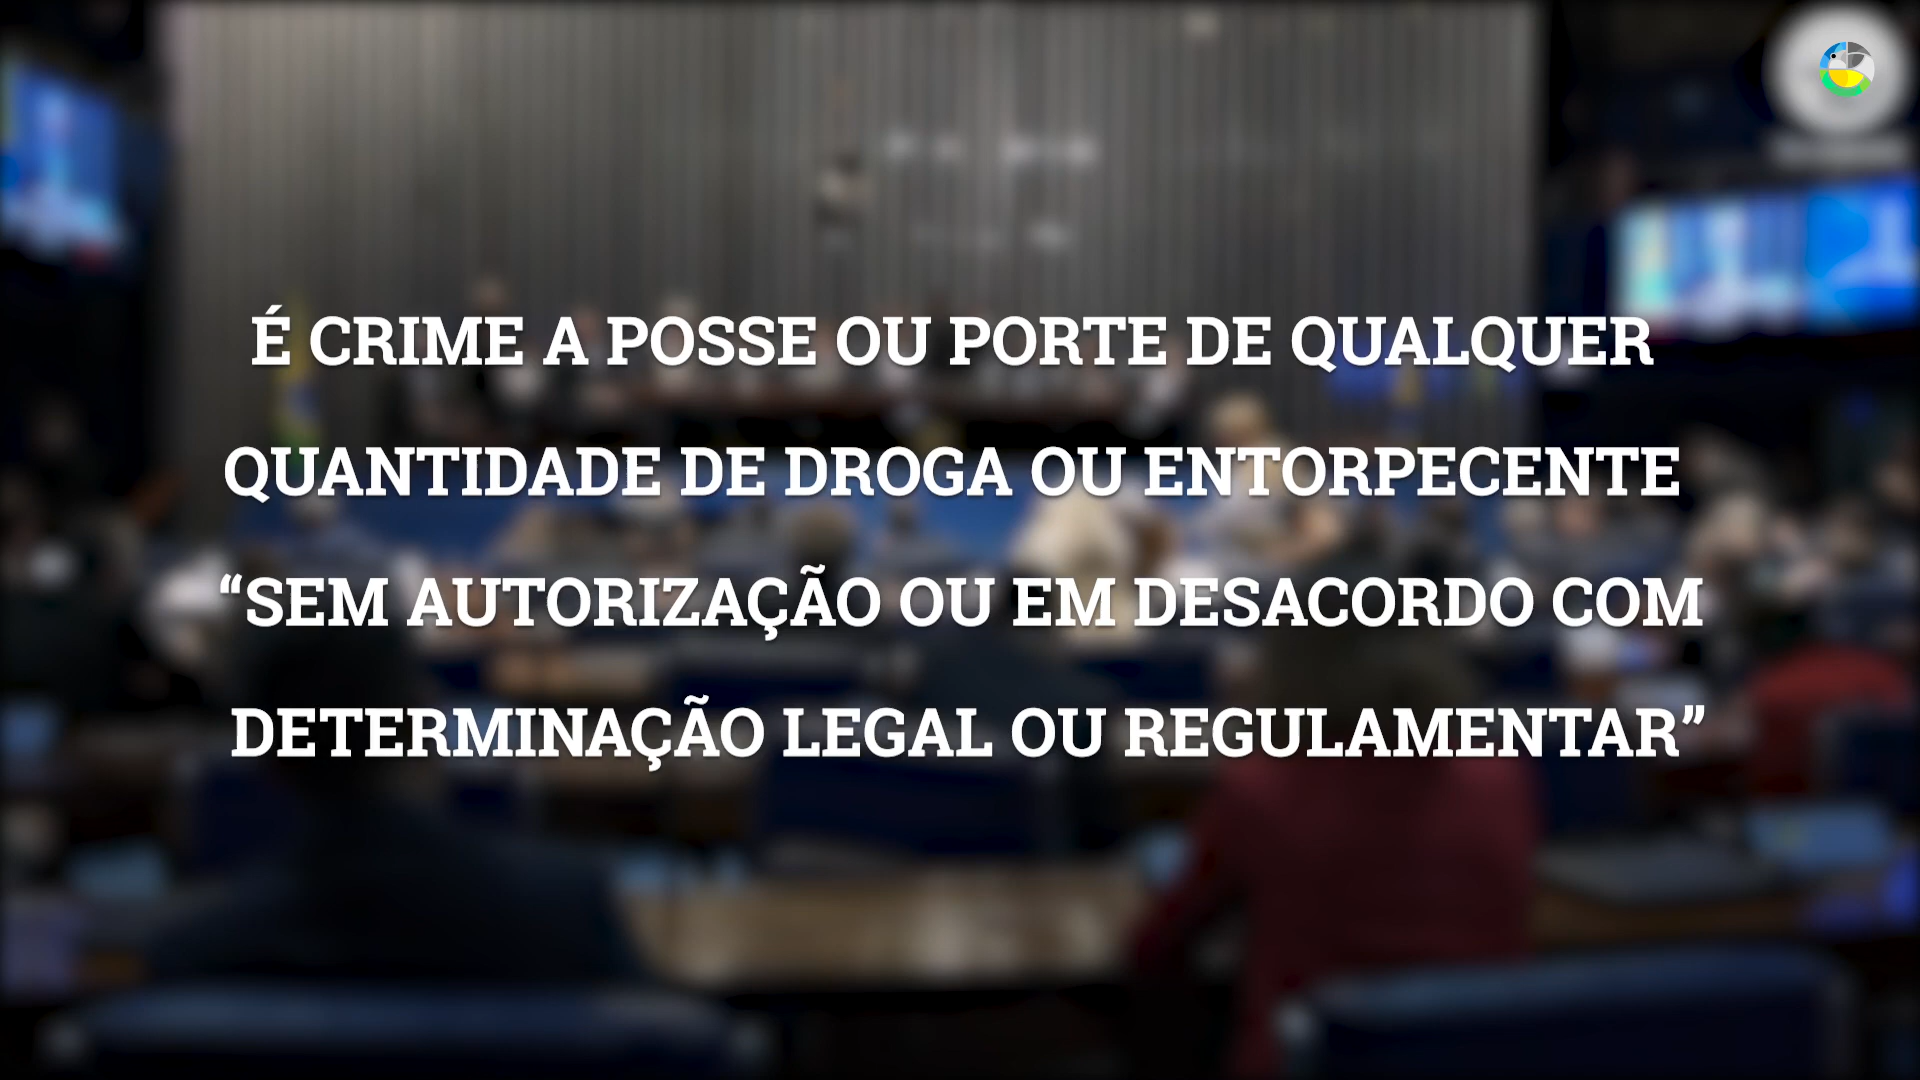 É CRIME A POSSE OU PORTE DE QUALQUER
QUANTIDADE DE DROGA OU ENTORPECENTE
“SEM AUTORIZAÇÃO OU EM DESACORDO COM
DETERMINAÇÃO LEGAL OU REGULAMENTAR”